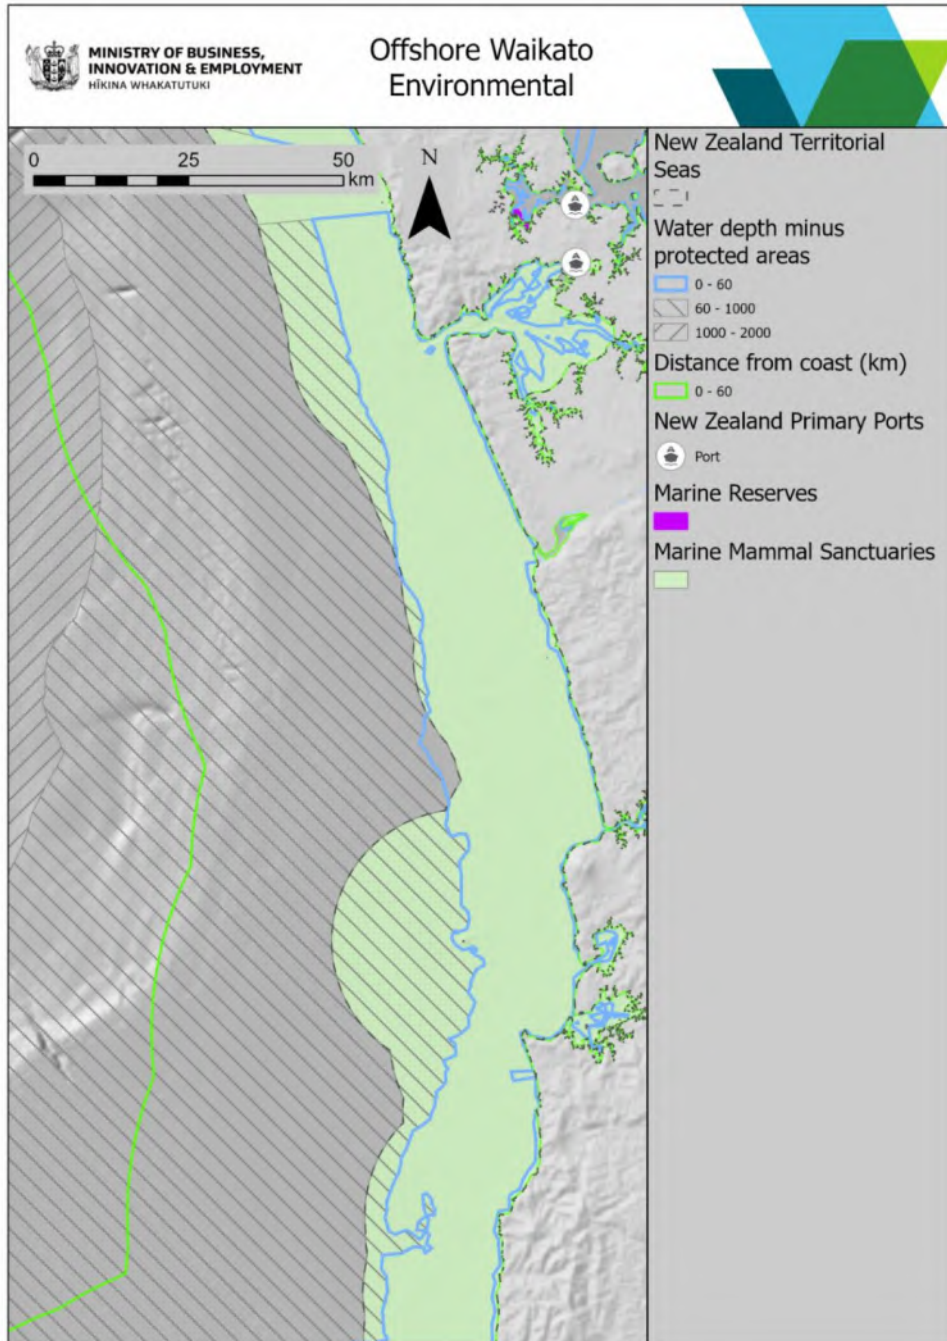 MINISTRY OF BUSINESS,
INNOVATION & EMPLOYMENT
HĪKINA WHAKATUTUKI
Offshore Waikato
Environmental
0 25 50
km
N
New Zealand Territorial
Seas
Water depth minus
protected areas
0 - 60
60 - 1000
1000 - 2000
Distance from coast (km)
0 - 60
New Zealand Primary Ports
Port
Marine Reserves
Marine Mammal Sanctuaries